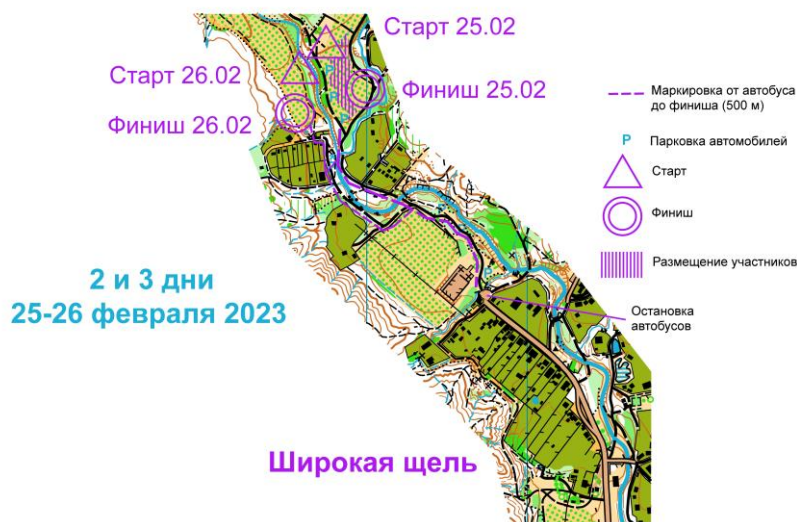 Старт 25.02
Старт 26.02
Финиш 25.02
Финиш 26.02
P
P
P
Маркировка от автобуса
до финиша (500 м)
P Парковка автомобилей
Старт
Финиш
Размещение участников
Остановка
автобусов
2 и 3 дни
25-26 февраля 2023
Широкая щель